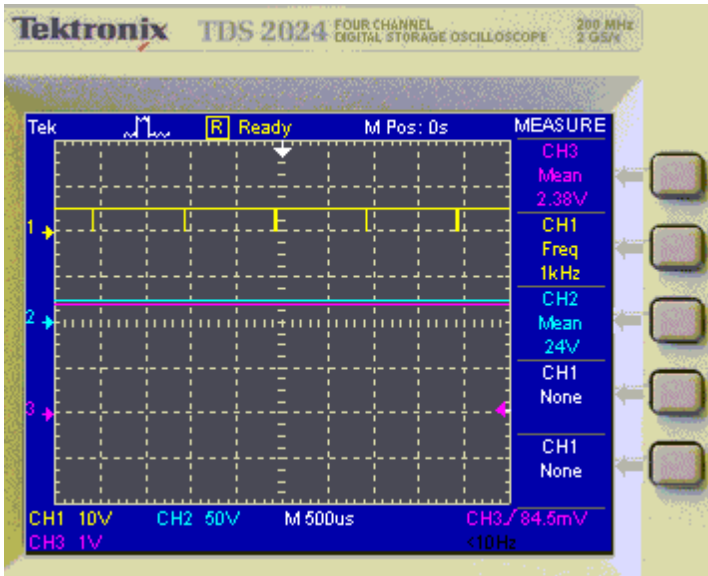 Tektronix TDS 2024 FOUR CHANNEL DIGITAL STORAGE OSCILLOSCOPE 200 MHz 2 GS/s
Tek R Ready M Pos: 0s MEASURE
CH3
Mean
2.38V
1
CH1
Freq
1kHz
2
CH2
Mean
24V
CH1
None
3
CH1
None
CH1 10V CH2 50V M 500us CH3 / 84.5mV
CH3 1V <10Hz